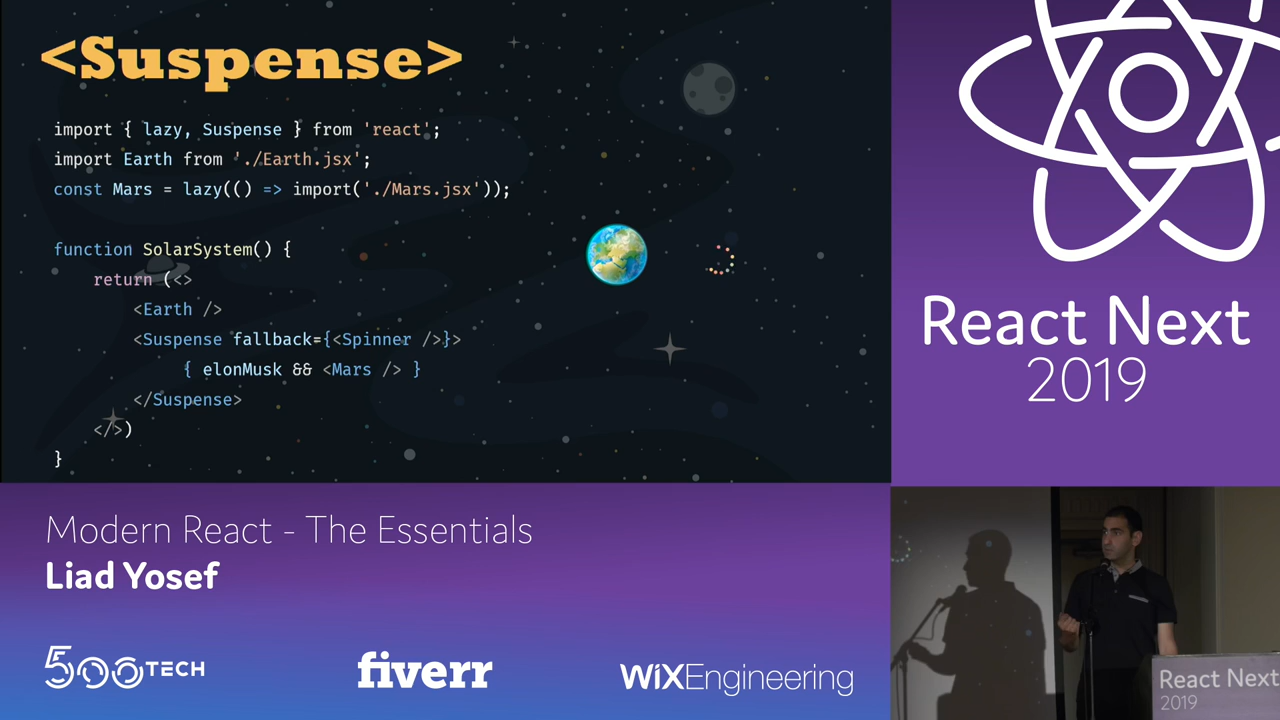 <Suspense>
import { lazy, Suspense } from 'react';
import Earth from './Earth.jsx';
const Mars = lazy(() => import('./Mars.jsx'));
function SolarSystem() {
return (<>
<Earth />
<Suspense fallback={<Spinner />}>
{ elonMusk && <Mars /> }
</Suspense>
</>)
}
React Next
2019
Modern React - The Essentials
Liad Yosef
500TECH
fiverr
WiXEngineering
React Next
2019